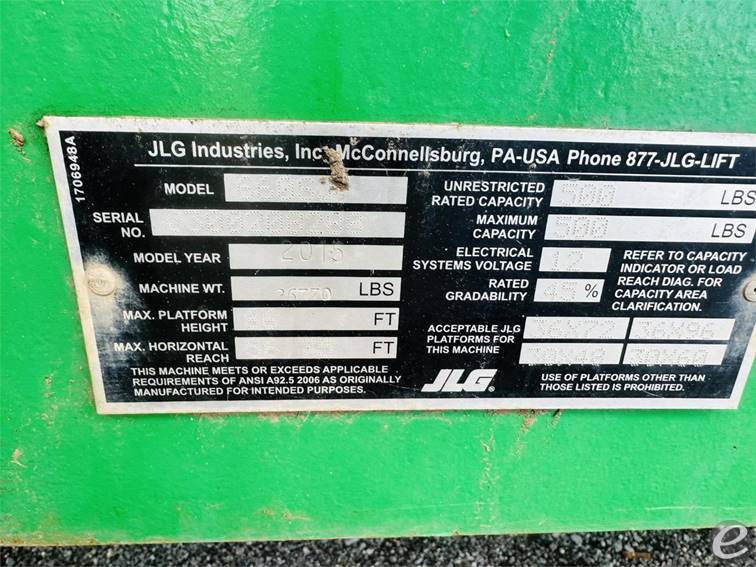 1706948A
JLG Industries, Inc. McConnellsburg, PA-USA Phone 877-JLG-LIFT
MODEL
SERIAL
NO.
MODEL YEAR 2015
MACHINE WT. LBS
MAX. PLATFORM
HEIGHT FT
MAX. HORIZONTAL
REACH FT
THIS MACHINE MEETS OR EXCEEDS APPLICABLE
REQUIREMENTS OF ANSI A92.5 2006 AS ORIGINALLY
MANUFACTURED FOR INTENDED PURPOSES.
UNRESTRICTED
RATED CAPACITY 500 LBS
MAXIMUM
CAPACITY 500 LBS
ELECTRICAL
SYSTEMS VOLTAGE 12
RATED
GRADABILITY 45 %
REFER TO CAPACITY
INDICATOR OR LOAD
REACH DIAG. FOR
CAPACITY AREA
CLARIFICATION.
ACCEPTABLE JLG
PLATFORMS FOR
THIS MACHINE
36X72 36X96
30X60
JLG
USE OF PLATFORMS OTHER THAN
THOSE LISTED IS PROHIBITED.
e